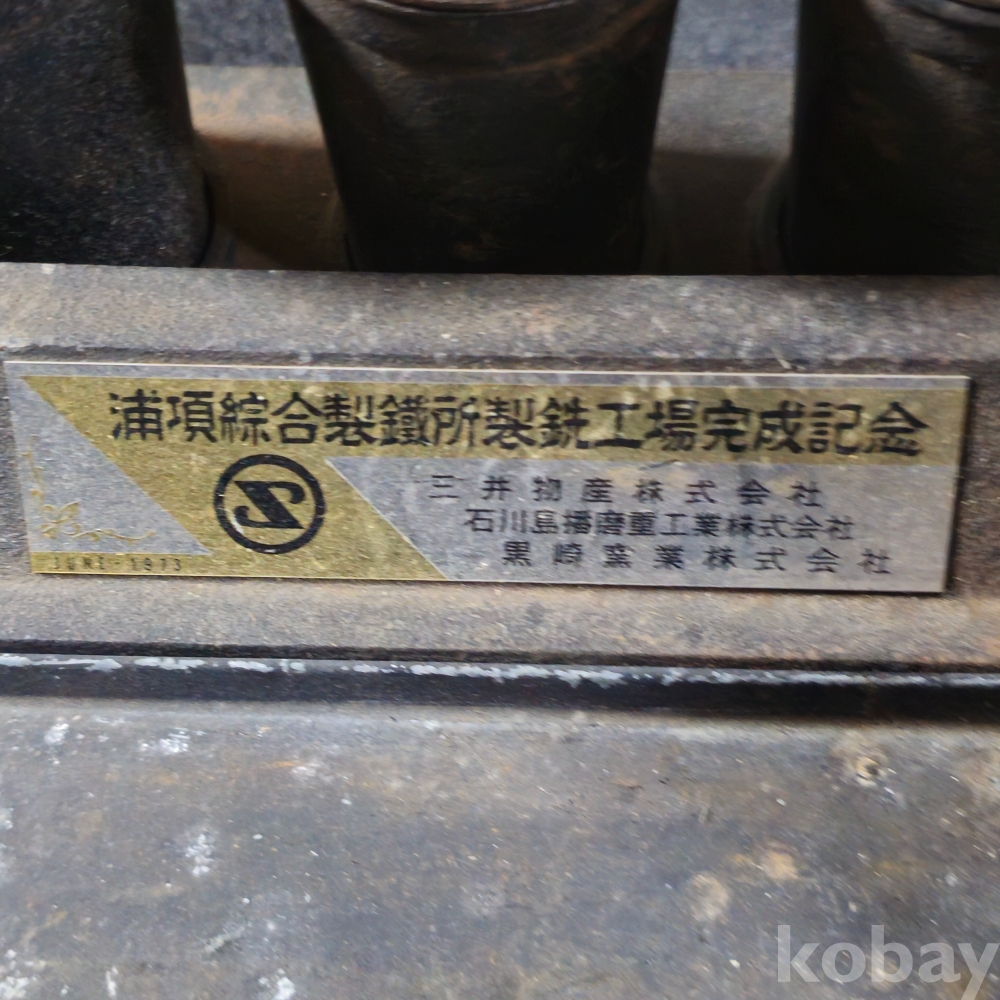 浦項綜合製鐵所製銑工場完成記念
三井物産株式会社
石川島播磨重工業株式会社
黒崎窯業株式会社
JUNE·1973
kobay